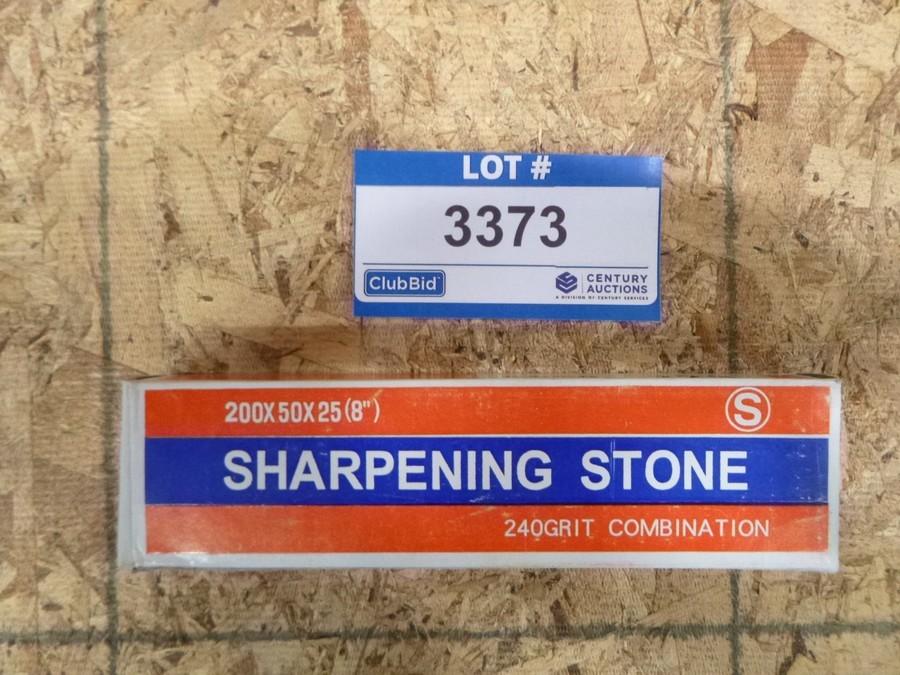 LOT #
3373
ClubBid
CENTURY
AUCTIONS
A DIVISION OF CENTURY SERVICES
200X50X25(8")
S
SHARPENING STONE
240GRIT COMBINATION